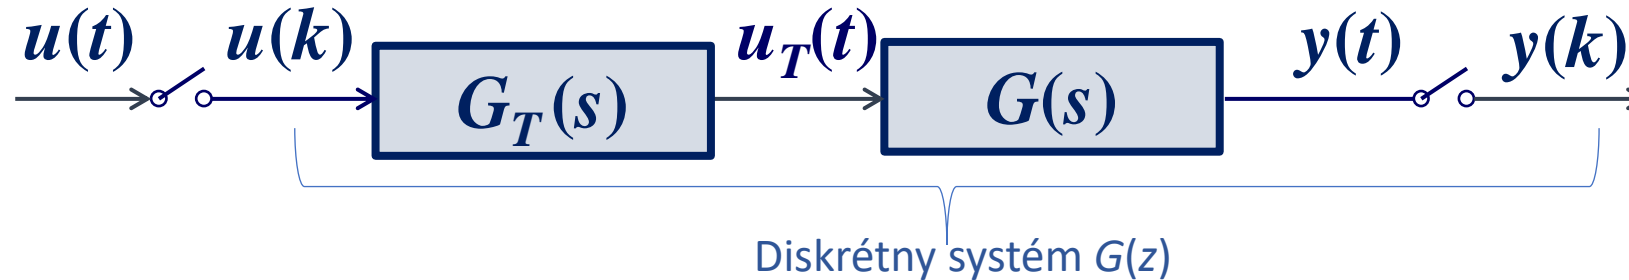 u(t) u(k) G_T(s) u_T(t) G(s) y(t) y(k)
Diskrétny systém G(z)